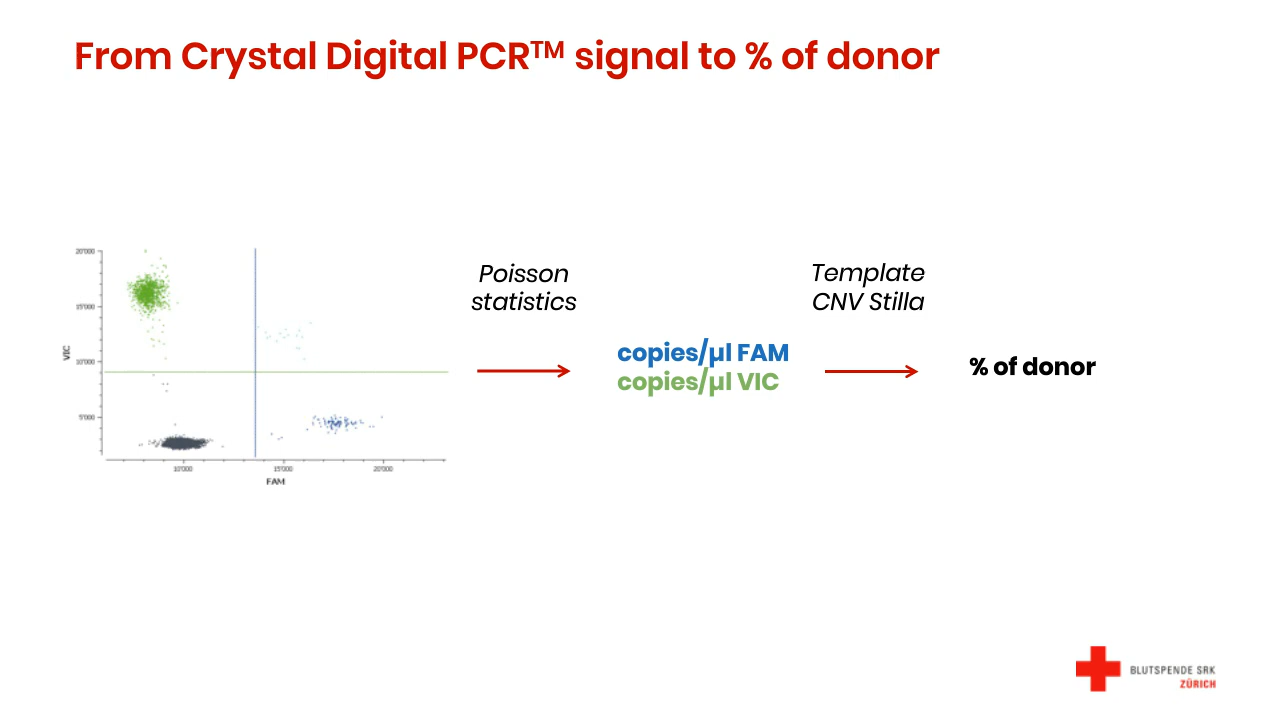 From Crystal Digital PCR™ signal to % of donor
20'000
15'000
10'000
5'000
VIC
10'000
15'000
20'000
FAM
Poisson
statistics
copies/µl FAM
copies/µl VIC
Template
CNV Stilla
% of donor
BLUTSPENDE SRK
ZÜRICH